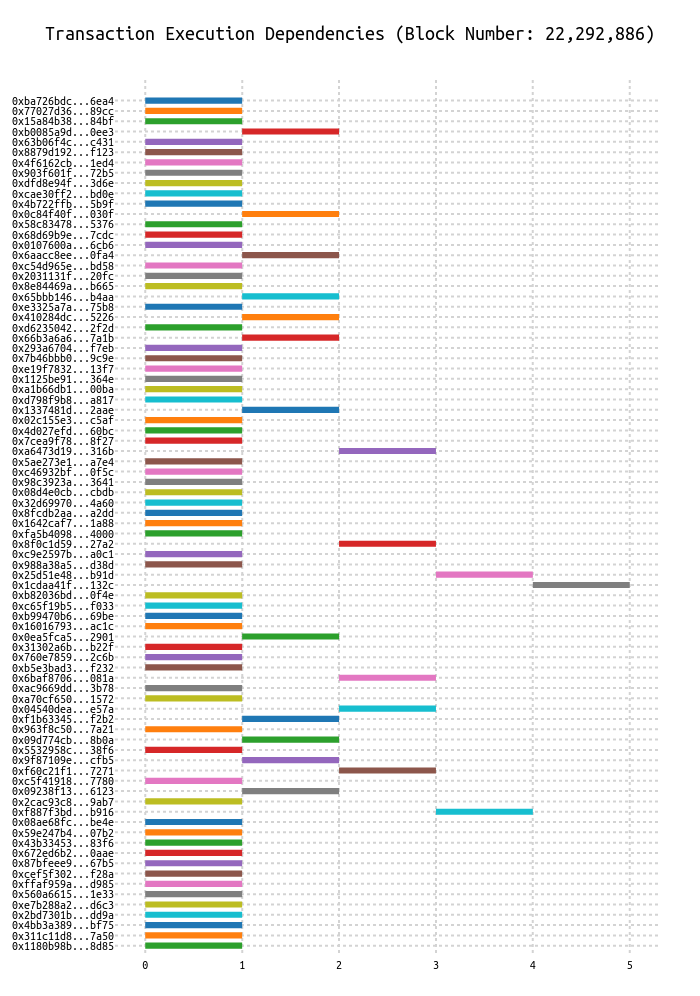 Transaction Execution Dependencies (Block Number: 22,292,886)
0xba726bdc...6ea4
0x77027d36...89cc
0x15a84b38...84bf
0xb0085a9d...0ee3
0x63b06f4c...c431
0x8879d192...f123
0x4f6162cb...1ed4
0x903f601f...72b5
0xdfd8e94f...3d6e
0xcae30ff2...bd0e
0x4b722ffb...5b9f
0x0c84f40f...030f
0x58c83478...5376
0x68d69b9e...7cdc
0x0107600a...6cb6
0x6aacc8ee...0fa4
0xc54d965e...bd58
0x2031131f...20fc
0x8e84469a...b665
0x65bbb146...b4aa
0xe3325a7a...75b8
0x410284dc...5226
0xd6235042...2f2d
0x66b3a6a6...7a1b
0x293a6704...f7eb
0x7b46bbb0...9c9e
0xe19f7832...13f7
0x1125be91...364e
0xa1b66db1...00ba
0xd798f9b8...a817
0x1337481d...2aae
0x02c155e3...c5af
0x4d027efd...60bc
0x7cea9f78...8f27
0xa6473d19...316b
0x5ae273e1...a7e4
0xc46932bf...0f5c
0x98c3923a...3641
0x08d4e0cb...cbdb
0x32d69970...4a60
0x8fcdb2aa...a2dd
0x1642caf7...1a88
0xfa5b4098...4000
0x8f0c1d59...27a2
0xc9e2597b...a0c1
0x988a38a5...d38d
0x25d51e48...b91d
0x1cdaa41f...132c
0xb82036bd...0f4e
0xc65f19b5...f033
0xb99470b6...69be
0x16016793...ac1c
0x0ea5fca5...2901
0x31302a6b...b22f
0x760e7859...2c6b
0xb5e3bad3...f232
0x6baf8706...081a
0xac9669dd...3b78
0xa70cf650...1572
0x04540dea...e57a
0xf1b63345...f2b2
0x963f8c50...7a21
0x09d774cb...8b0a
0x5532958c...38f6
0x9f87109e...cfb5
0xf60c21f1...7271
0xc5f41918...7780
0x09238f13...6123
0x2cac93c8...9ab7
0xf887f3bd...b916
0x08ae68fc...be4e
0x59e247b4...07b2
0x43b33453...83f6
0x672ed6b2...0aae
0x87bfeee9...67b5
0xcef5f302...f28a
0xffaf959a...d985
0x560a6615...1e33
0xe7b288a2...d6c3
0x2bd7301b...dd9a
0x4bb3a389...bf75
0x311c11d8...7a50
0x1180b98b...8d85
0 1 2 3 4 5